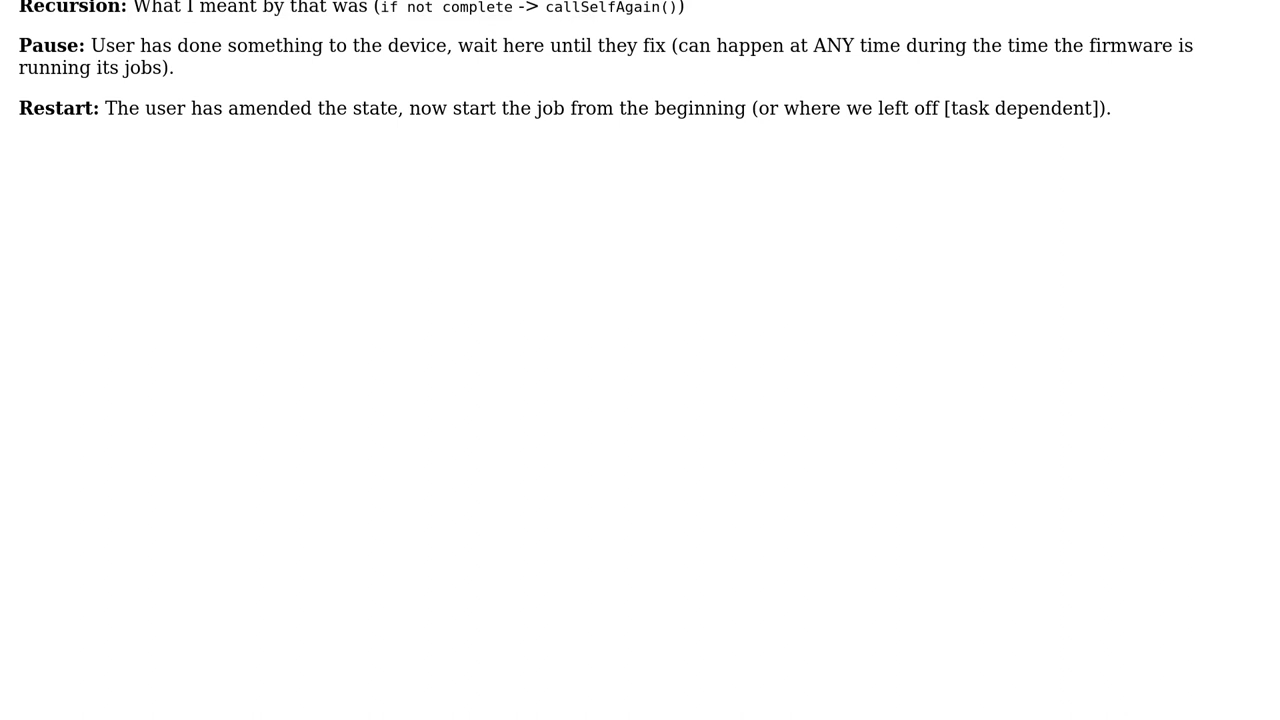 Recursion: What I meant by that was (if not complete -> callSelfAgain())
Pause: User has done something to the device, wait here until they fix (can happen at ANY time during the time the firmware is
running its jobs).
Restart: The user has amended the state, now start the job from the beginning (or where we left off [task dependent]).